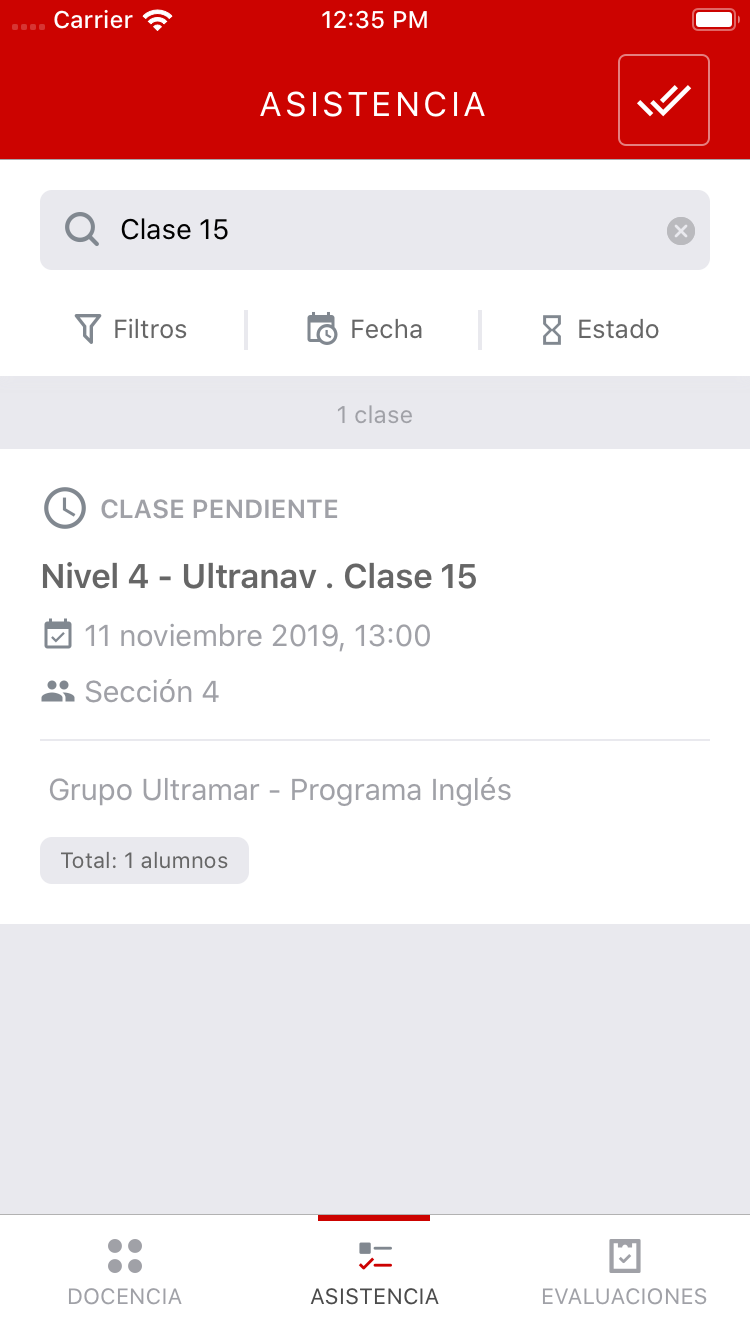 Carrier 12:35 PM
ASISTENCIA
Clase 15
Filtros Fecha Estado
1 clase
CLASE PENDIENTE
Nivel 4 - Ultranav . Clase 15
11 noviembre 2019, 13:00
Sección 4
Grupo Ultramar - Programa Inglés
Total: 1 alumnos
DOCENCIA ASISTENCIA EVALUACIONES